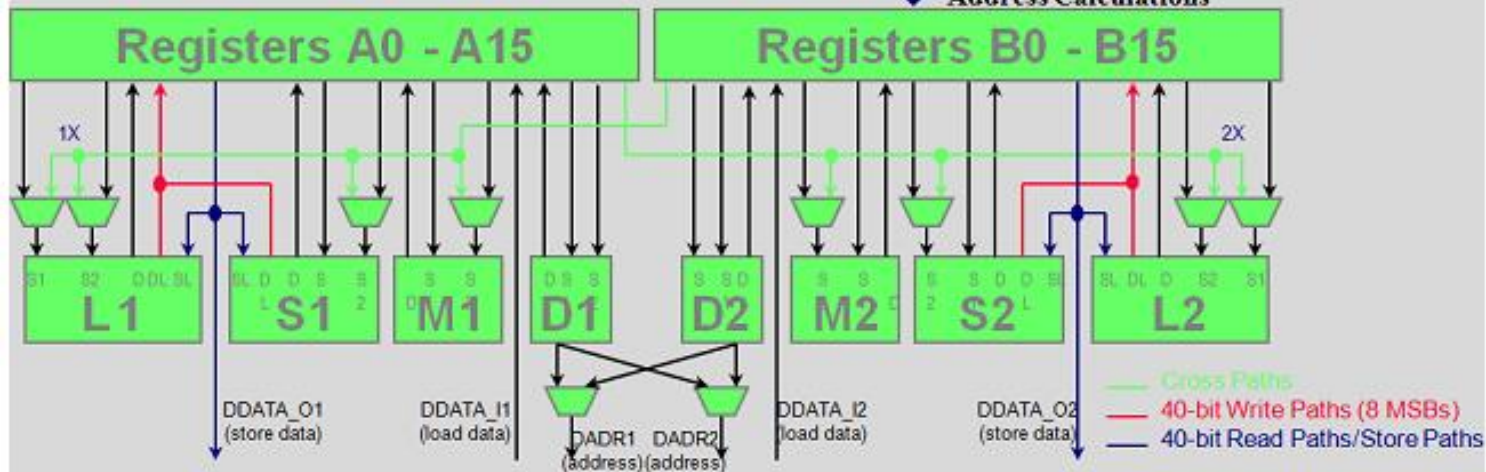 Address Calculations
Registers A0 - A15
Registers B0 - B15
1X
2X
S1 S2 D DL SL
L1
SL D L D S S 2
S1
D S S
M1
D S S
D1
S S D
D2
S S D
M2
S 2 S D D L SL
S2
SL DL D S2 S1
L2
DDATA_O1
(store data)
DDATA_I1
(load data)
DADR1
(address)
DADR2
(address)
DDATA_I2
(load data)
DDATA_O2
(store data)
Cross Paths
40-bit Write Paths (8 MSBs)
40-bit Read Paths/Store Paths